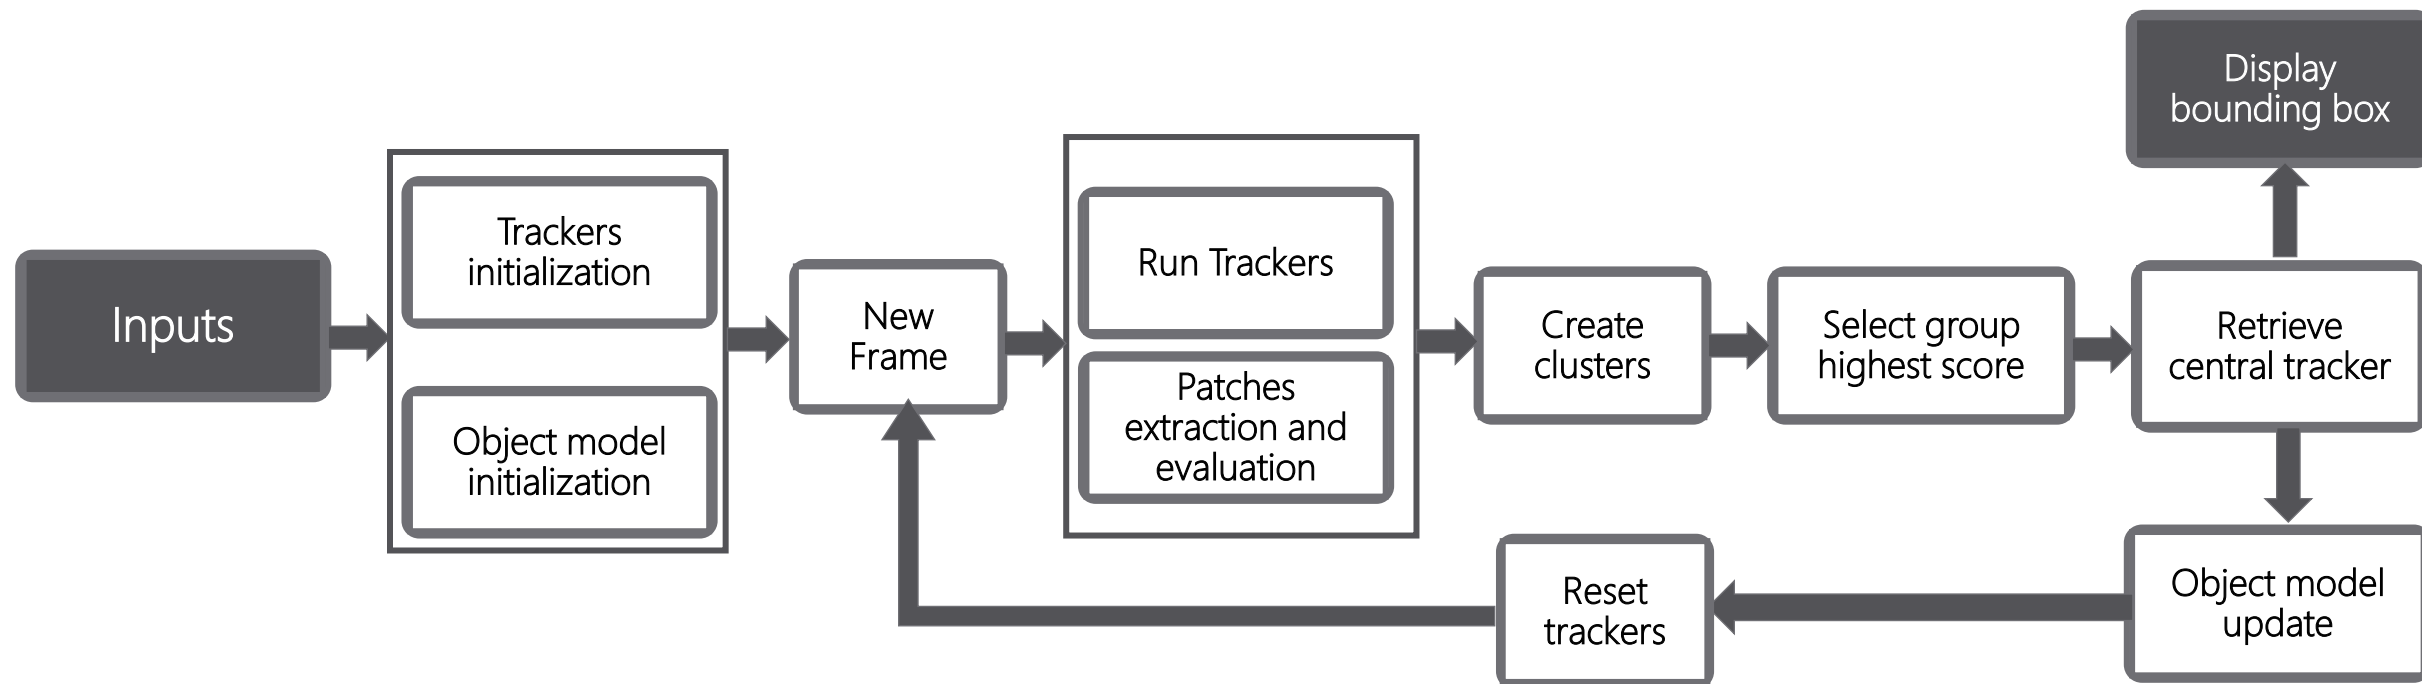 Inputs
Trackers
initialization
Object model
initialization
New
Frame
Run Trackers
Patches
extraction and
evaluation
Create
clusters
Select group
highest score
Retrieve
central tracker
Display
bounding box
Object model
update
Reset
trackers